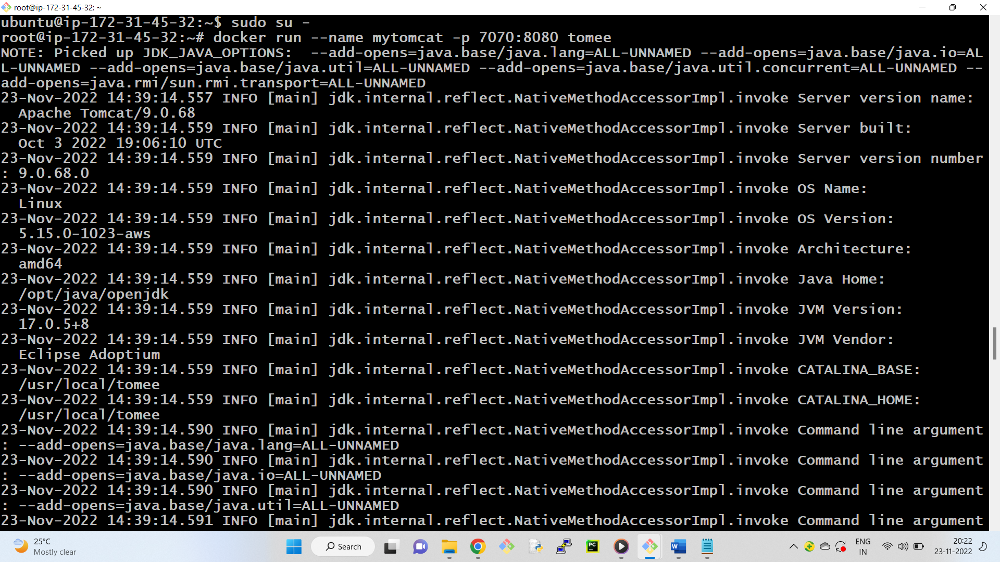 root@ip-172-31-45-32: ~
ubuntu@ip-172-31-45-32:~$ sudo su -
root@ip-172-31-45-32:~# docker run --name mytomcat -p 7070:8080 tomee
NOTE: Picked up JDK_JAVA_OPTIONS:  --add-opens=java.base/java.lang=ALL-UNNAMED --add-opens=java.base/java.io=AL
L-UNNAMED --add-opens=java.base/java.util=ALL-UNNAMED --add-opens=java.base/java.util.concurrent=ALL-UNNAMED --
add-opens=java.rmi/sun.rmi.transport=ALL-UNNAMED
23-Nov-2022 14:39:14.557 INFO [main] jdk.internal.reflect.NativeMethodAccessorImpl.invoke Server version name:
  Apache Tomcat/9.0.68
23-Nov-2022 14:39:14.559 INFO [main] jdk.internal.reflect.NativeMethodAccessorImpl.invoke Server built:
  Oct 3 2022 19:06:10 UTC
23-Nov-2022 14:39:14.559 INFO [main] jdk.internal.reflect.NativeMethodAccessorImpl.invoke Server version number
: 9.0.68.0
23-Nov-2022 14:39:14.559 INFO [main] jdk.internal.reflect.NativeMethodAccessorImpl.invoke OS Name:
  Linux
23-Nov-2022 14:39:14.559 INFO [main] jdk.internal.reflect.NativeMethodAccessorImpl.invoke OS Version:
  5.15.0-1023-aws
23-Nov-2022 14:39:14.559 INFO [main] jdk.internal.reflect.NativeMethodAccessorImpl.invoke Architecture:
  amd64
23-Nov-2022 14:39:14.559 INFO [main] jdk.internal.reflect.NativeMethodAccessorImpl.invoke Java Home:
  /opt/java/openjdk
23-Nov-2022 14:39:14.559 INFO [main] jdk.internal.reflect.NativeMethodAccessorImpl.invoke JVM Version:
  17.0.5+8
23-Nov-2022 14:39:14.559 INFO [main] jdk.internal.reflect.NativeMethodAccessorImpl.invoke JVM Vendor:
  Eclipse Adoptium
23-Nov-2022 14:39:14.559 INFO [main] jdk.internal.reflect.NativeMethodAccessorImpl.invoke CATALINA_BASE:
  /usr/local/tomee
23-Nov-2022 14:39:14.559 INFO [main] jdk.internal.reflect.NativeMethodAccessorImpl.invoke CATALINA_HOME:
  /usr/local/tomee
23-Nov-2022 14:39:14.590 INFO [main] jdk.internal.reflect.NativeMethodAccessorImpl.invoke Command line argument
: --add-opens=java.base/java.lang=ALL-UNNAMED
23-Nov-2022 14:39:14.590 INFO [main] jdk.internal.reflect.NativeMethodAccessorImpl.invoke Command line argument
: --add-opens=java.base/java.io=ALL-UNNAMED
23-Nov-2022 14:39:14.590 INFO [main] jdk.internal.reflect.NativeMethodAccessorImpl.invoke Command line argument
: --add-opens=java.base/java.util=ALL-UNNAMED
23-Nov-2022 14:39:14.591 INFO [main] jdk.internal.reflect.NativeMethodAccessorImpl.invoke Command line argument
25°C
Mostly clear
Search
PC
W
ENG
IN
20:22
23-11-2022